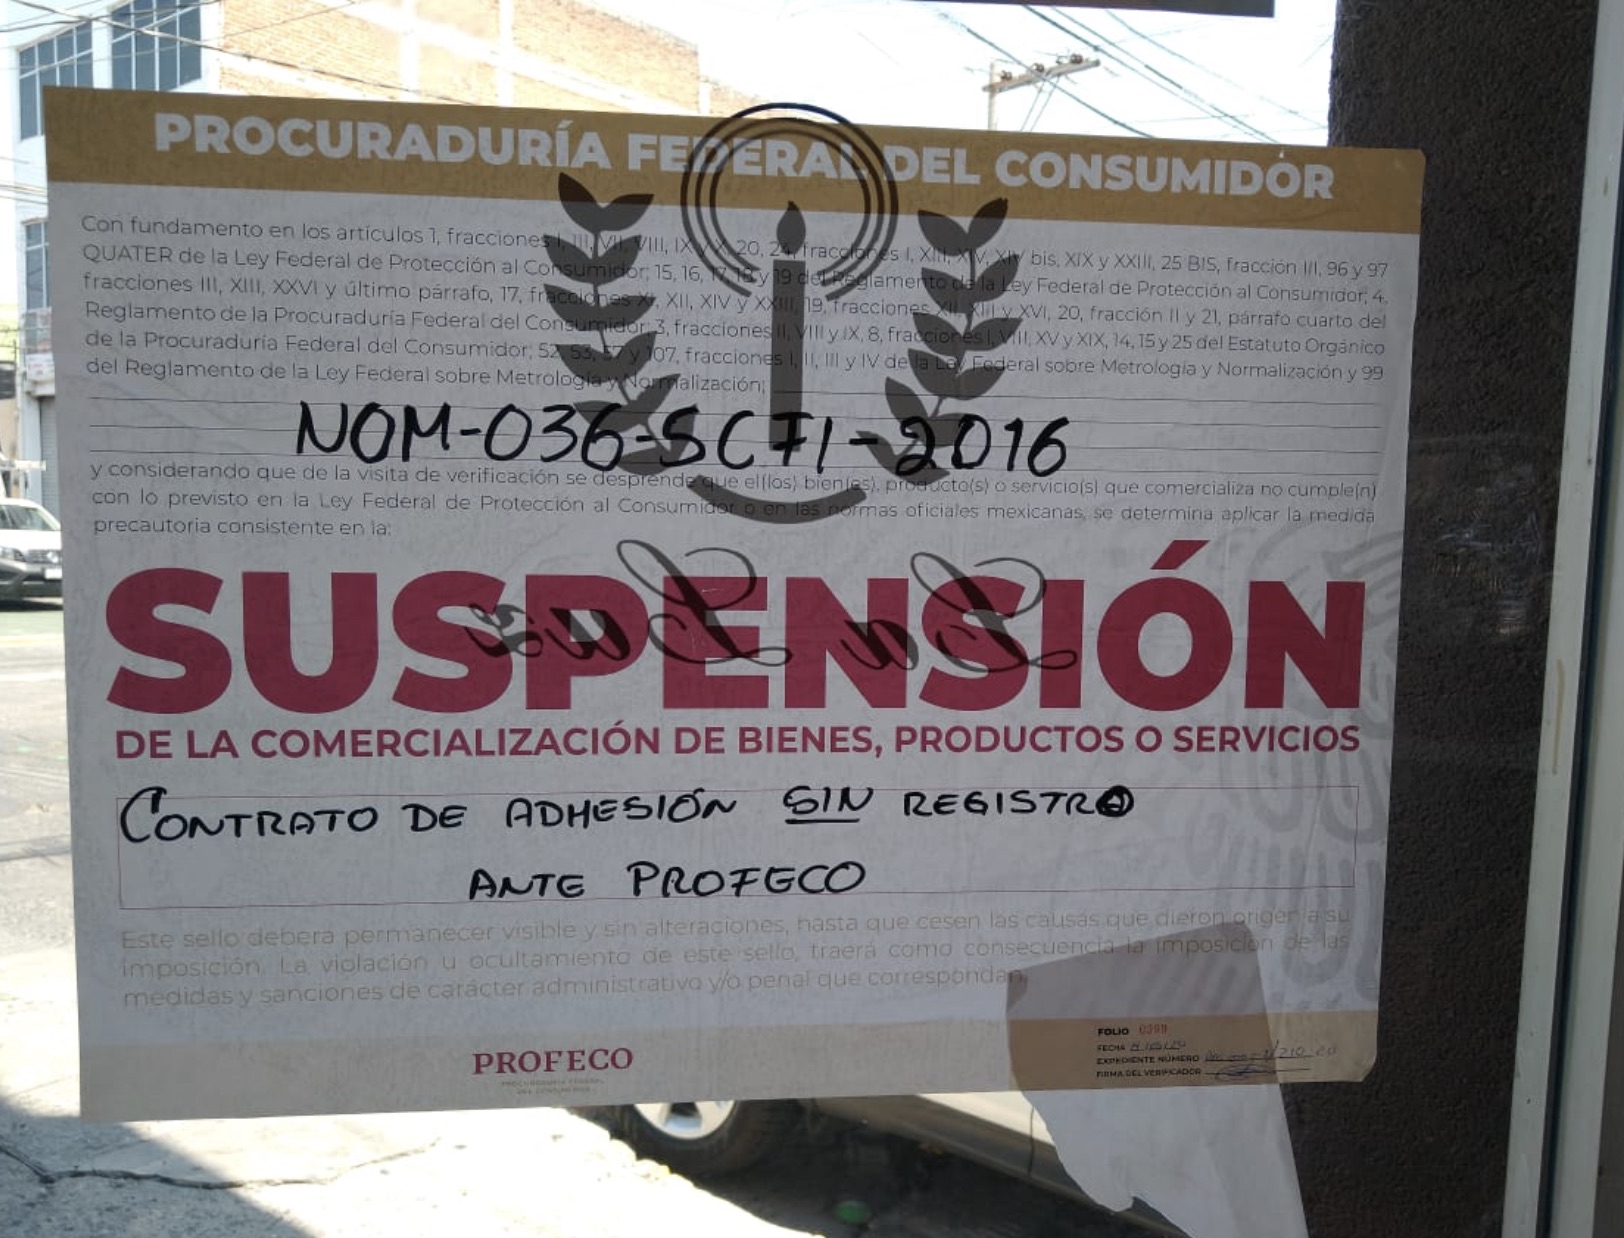 PROCURADURÍA FEDERAL DEL CONSUMIDOR
Con fundamento en los artículos 1, fracciones I, III, VII, VIII, IX y X, 20, 24, fracciones I, XIII, XIV, XIV bis, XIX y XXIII, 25 BIS, fracción III, 96 y 97
QUATER de la Ley Federal de Protección al Consumidor; 15, 16, 17, 18 y 19 del Reglamento de la Ley Federal de Protección al Consumidor; 4,
fracciones III, XIII, XXVI y último párrafo, 17, fracciones XI, XII, XIV y XXIII, 19, fracciones XII, XIII y XVI, 20, fracción II y 21, párrafo cuarto del
Reglamento de la Procuraduría Federal del Consumidor; 3, fracciones II, VIII y IX, 8, fracciones I, VIII, XV y XIX, 14, 15 y 25 del Estatuto Orgánico
de la Procuraduría Federal del Consumidor; 52, 53, 57 y 107, fracciones I, II, III y IV de la Ley Federal sobre Metrología y Normalización y 99
del Reglamento de la Ley Federal sobre Metrología y Normalización;
NOM-036-SCFI-2016
y considerando que de la visita de verificación se desprende que el(los) bien(es), producto(s) o servicio(s) que comercializa no cumple(n)
con lo previsto en la Ley Federal de Protección al Consumidor o en las normas oficiales mexicanas, se determina aplicar la medida
precautoria consistente en la:
SUSPENSIÓN
San Luis
DE LA COMERCIALIZACIÓN DE BIENES, PRODUCTOS O SERVICIOS
CONTRATO DE ADHESIÓN SIN REGISTRO
ANTE PROFECO
Este sello debera permanecer visible y sin alteraciones, hasta que cesen las causas que dieron origen a su
imposición. La violación u ocultamiento de este sello, traerá como consecuencia la imposición de las
medidas y sanciones de carácter administrativo y/o penal que correspondan.
PROFECO
PROCURADURÍA FEDERAL
DEL CONSUMIDOR
FOLIO
FECHA
EXPEDIENTE NÚMERO
FIRMA DEL VERIFICADOR